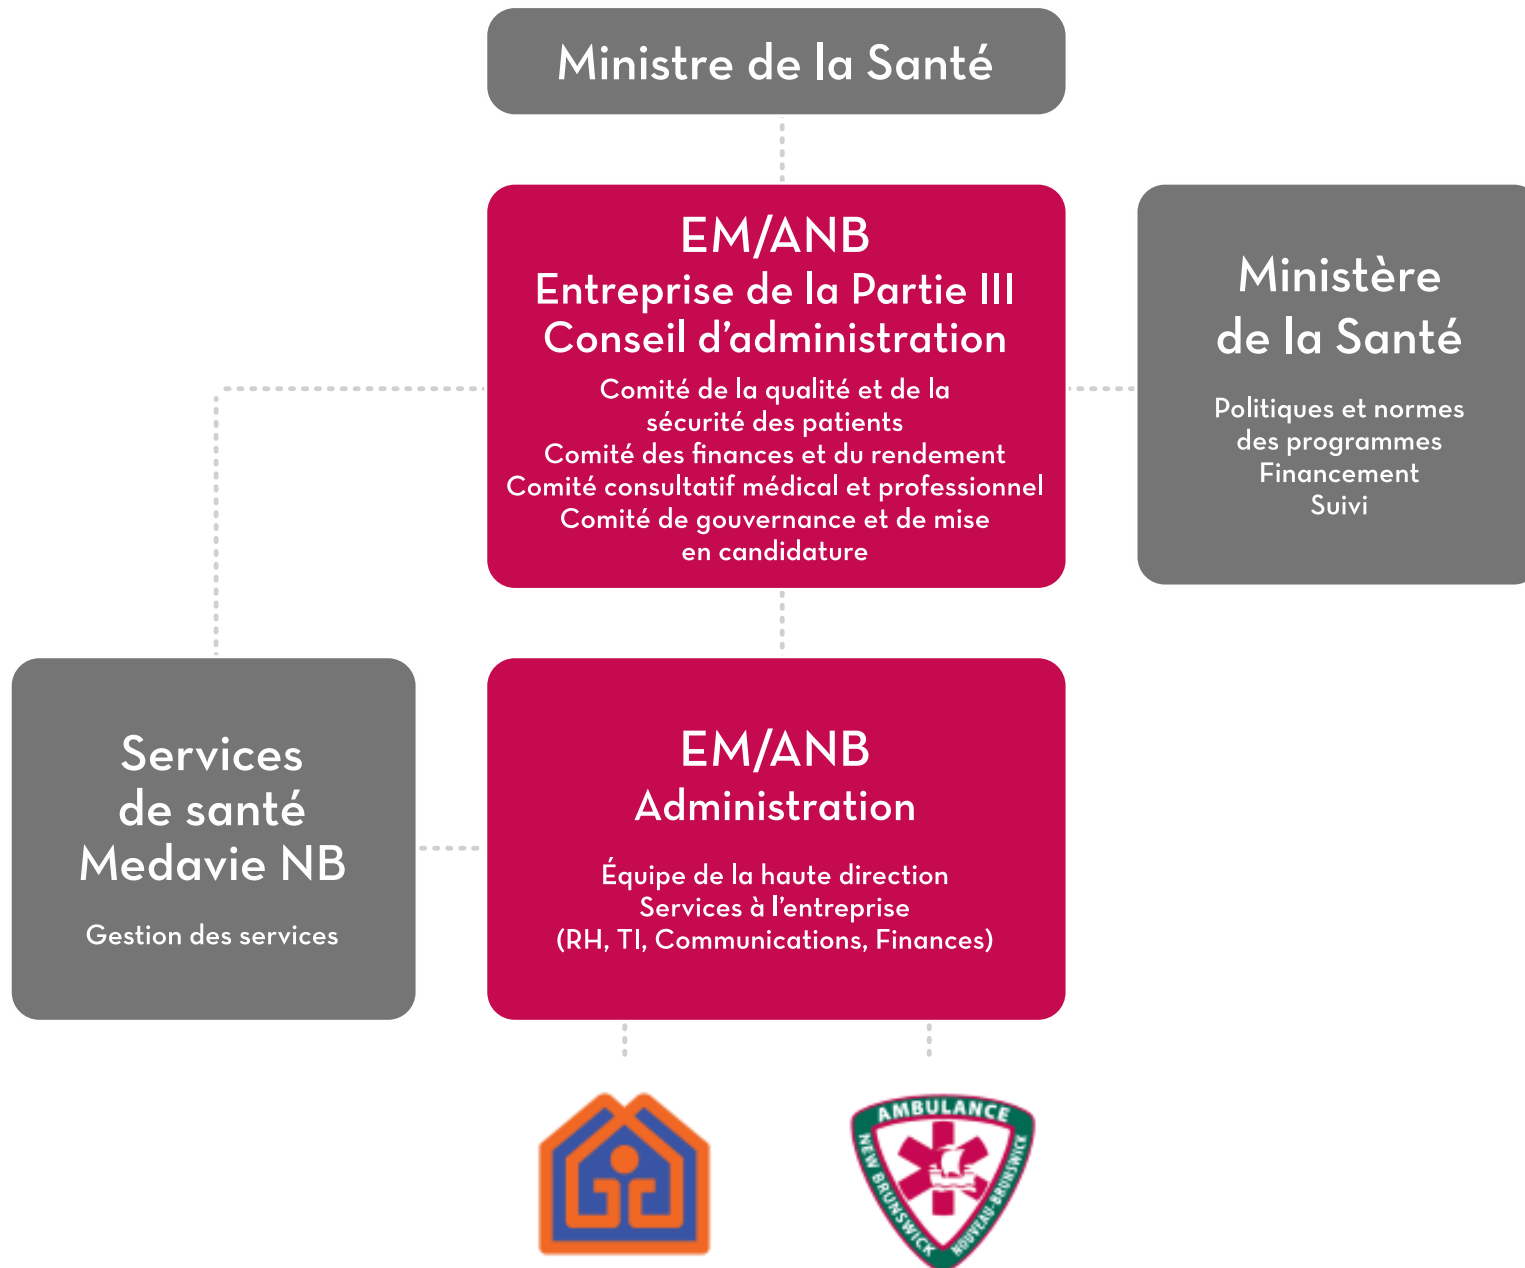 Ministre de la Santé
EM/ANB
Entreprise de la Partie III
Conseil d’administration
Comité de la qualité et de la
sécurité des patients
Comité des finances et du rendement
Comité consultatif médical et professionnel
Comité de gouvernance et de mise
en candidature
Ministère
de la Santé
Politiques et normes
des programmes
Financement
Suivi
Services
de santé
Medavie NB
Gestion des services
EM/ANB
Administration
Équipe de la haute direction
Services à l’entreprise
(RH, TI, Communications, Finances)
AMBULANCE
NEW BRUNSWICK
NOUVEAU-BRUNSWICK